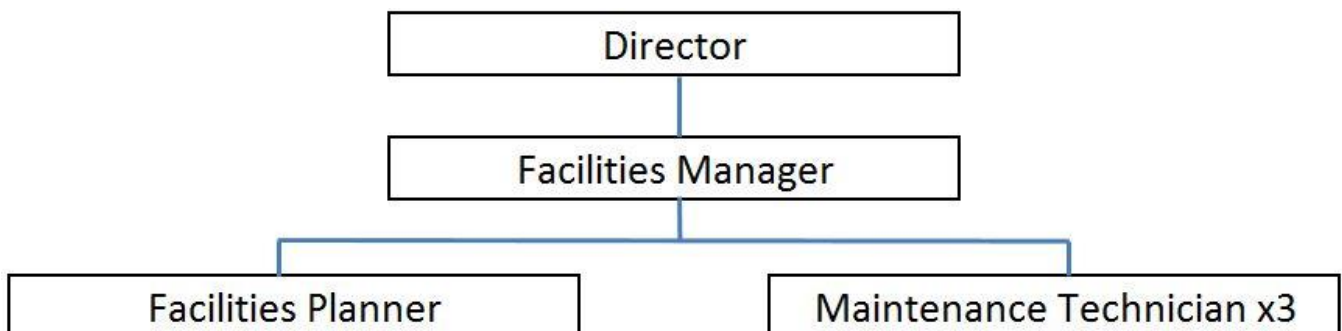 Director
Facilities Manager
Facilities Planner
Maintenance Technician x3